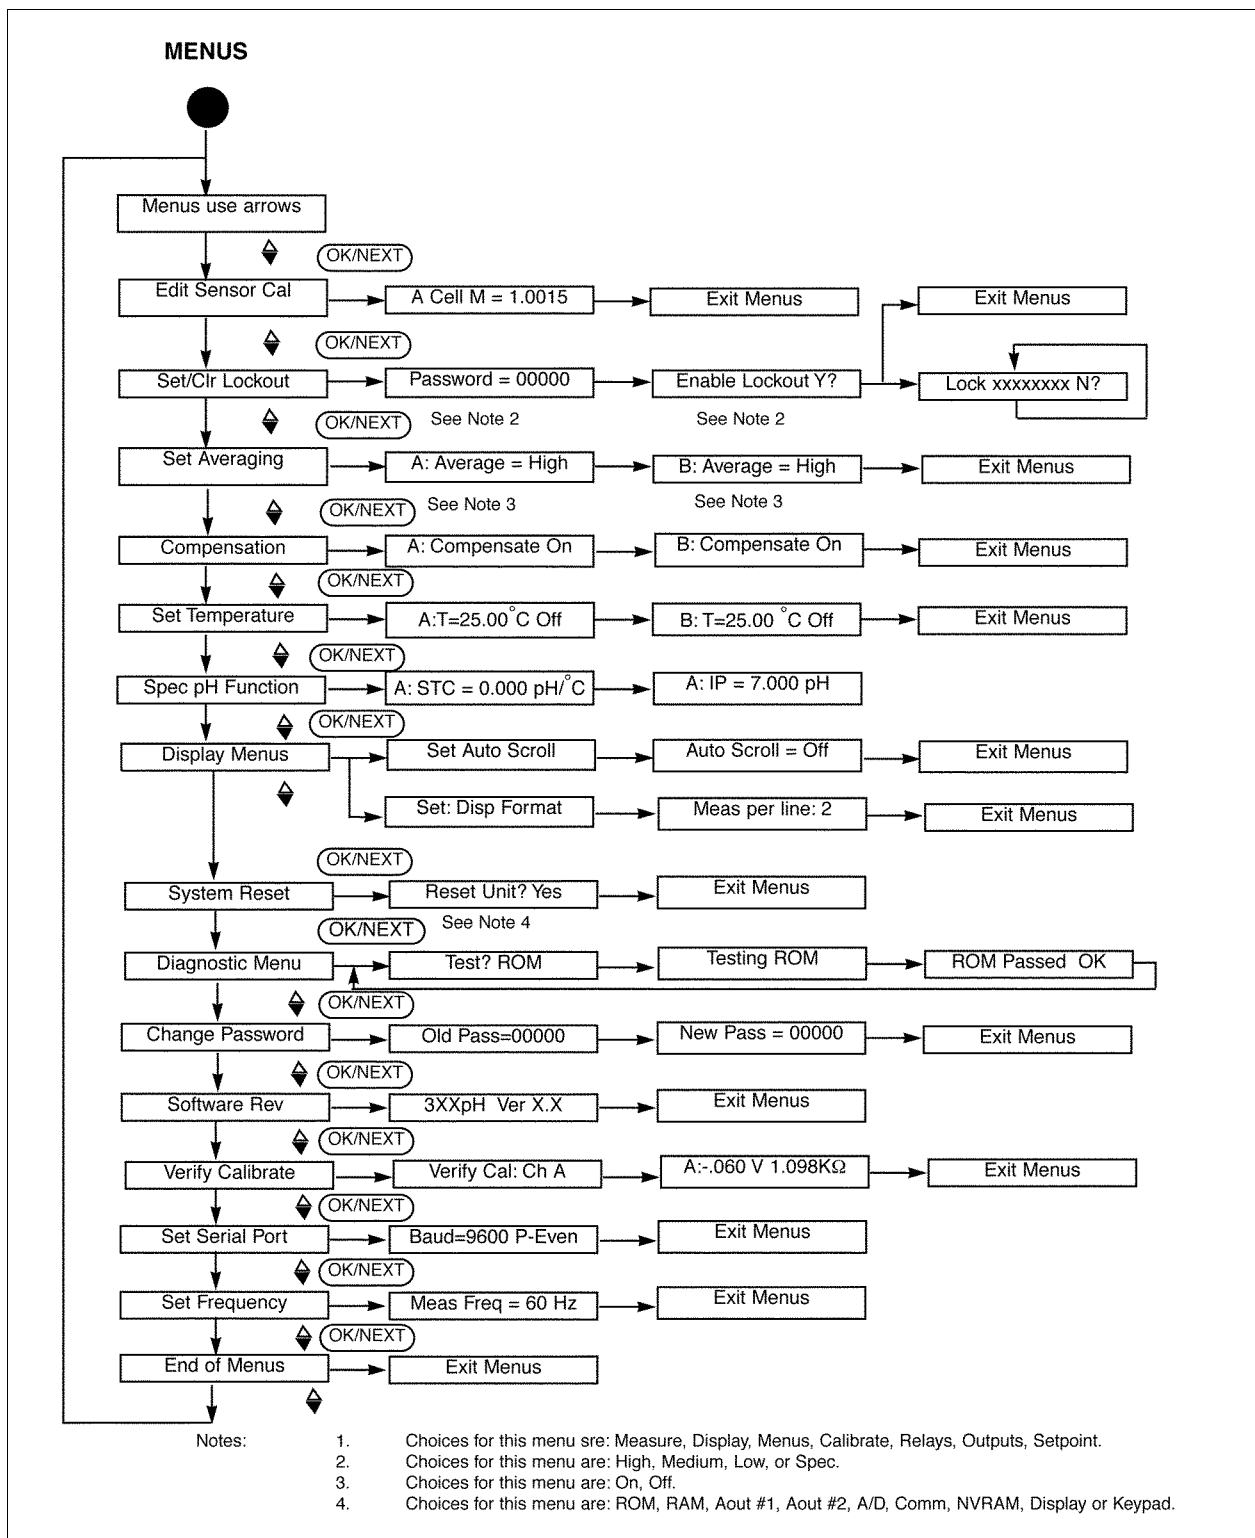 MENUS
Menus use arrows
OK/NEXT
Edit Sensor Cal
A Cell M = 1.0015
Exit Menus
Exit Menus
OK/NEXT
Set/Clr Lockout
Password = 00000
Enable Lockout Y?
Lock xxxxxxxx N?
OK/NEXT
See Note 2
See Note 2
Set Averaging
A: Average = High
B: Average = High
Exit Menus
OK/NEXT
See Note 3
See Note 3
Compensation
A: Compensate On
B: Compensate On
Exit Menus
OK/NEXT
Set Temperature
A:T=25.00°C Off
B: T=25.00 °C Off
Exit Menus
OK/NEXT
Spec pH Function
A: STC = 0.000 pH/°C
A: IP = 7.000 pH
OK/NEXT
Display Menus
Set Auto Scroll
Auto Scroll = Off
Exit Menus
Set: Disp Format
Meas per line: 2
Exit Menus
OK/NEXT
System Reset
Reset Unit? Yes
Exit Menus
OK/NEXT
See Note 4
Diagnostic Menu
Test? ROM
Testing ROM
ROM Passed OK
OK/NEXT
Change Password
Old Pass=00000
New Pass = 00000
Exit Menus
OK/NEXT
Software Rev
3XXpH Ver X.X
Exit Menus
OK/NEXT
Verify Calibrate
Verify Cal: Ch A
A:-.060 V 1.098KΩ
Exit Menus
OK/NEXT
Set Serial Port
Baud=9600 P-Even
Exit Menus
OK/NEXT
Set Frequency
Meas Freq = 60 Hz
Exit Menus
OK/NEXT
End of Menus
Exit Menus
Notes: 1. Choices for this menu sre: Measure, Display, Menus, Calibrate, Relays, Outputs, Setpoint.
2. Choices for this menu are: High, Medium, Low, or Spec.
3. Choices for this menu are: On, Off.
4. Choices for this menu are: ROM, RAM, Aout #1, Aout #2, A/D, Comm, NVRAM, Display or Keypad.